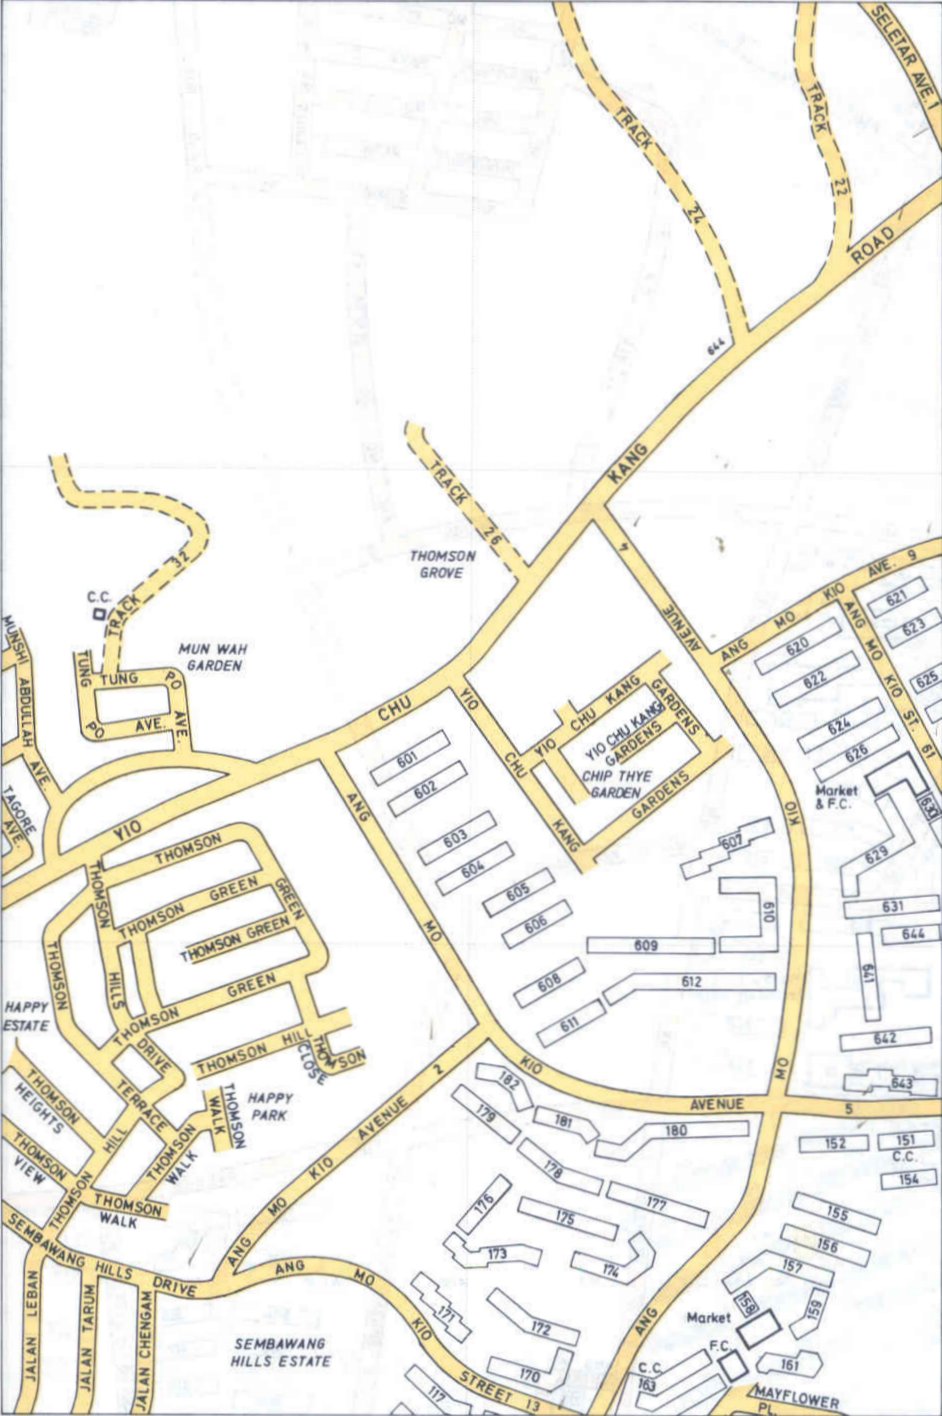 SELETAR AVE. 1
TRACK 24
TRACK 22
YIO CHU KANG ROAD
644
TRACK 26
THOMSON
GROVE
TRACK 32
C.C.
MUN WAH
GARDEN
MUNSHI ABDULLAH AVE.
TUNG PO AVE.
TUNG PO AVE.
TAGORE
AVE.
AVENUE 4
ANG MO KIO AVE. 9
ANG MO KIO ST. 61
621
623
625
620
622
624
626
Market
& F.C.
630
629
631
644
641
642
643
YIO CHU KANG
YIO CHU KANG GARDENS
YIO CHU KANG
GARDENS
CHIP THYE
GARDEN
GARDENS
601
602
603
604
605
606
607
608
609
610
611
612
ANG MO KIO AVENUE 5
ANG MO KIO
THOMSON GREEN
THOMSON GREEN
THOMSON GREEN
THOMSON GREEN
THOMSON HILLS DRIVE
THOMSON
TERRACE
THOMSON HILL
CLOSE
THOMSON
HAPPY
ESTATE
THOMSON
HEIGHTS
THOMSON
VIEW
THOMSON HILL
THOMSON
WALK
THOMSON
WALK
THOMSON
WALK
HAPPY
PARK
ANG MO KIO AVENUE 2
SEMBAWANG HILLS DRIVE
JALAN LEBAN
JALAN TARUM
JALAN CHENGAM
SEMBAWANG
HILLS ESTATE
ANG MO KIO STREET 13
182
179
181
180
178
177
176
175
174
173
172
171
170
117
152
151
C.C.
154
155
156
157
158
159
Market
F.C.
161
C.C.
163
MAYFLOWER
PL.